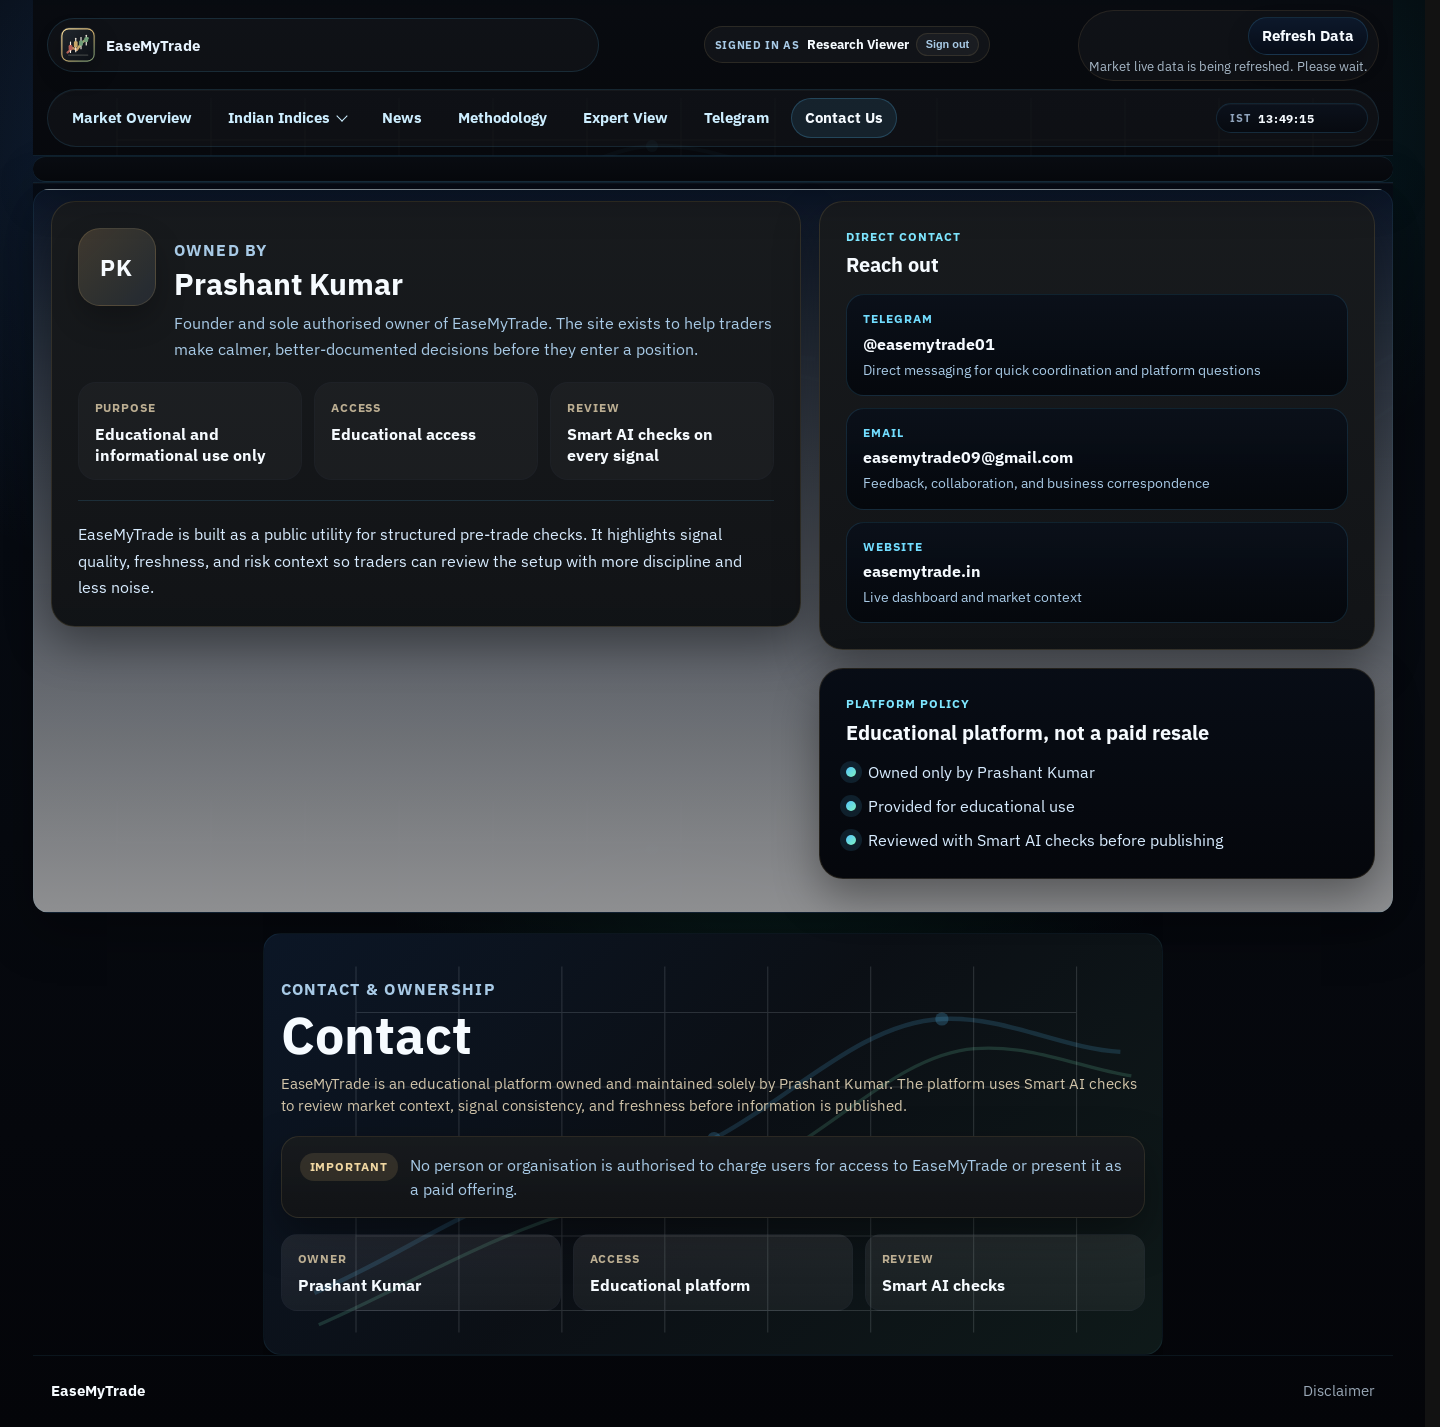 EaseMyTrade
SIGNED IN AS Research Viewer Sign out
Refresh Data
Market live data is being refreshed. Please wait.
Market Overview Indian Indices News Methodology Expert View Telegram Contact Us
IST 13:49:15
PK
OWNED BY
Prashant Kumar
Founder and sole authorised owner of EaseMyTrade. The site exists to help traders
make calmer, better-documented decisions before they enter a position.
PURPOSE
Educational and
informational use only
ACCESS
Educational access
REVIEW
Smart AI checks on
every signal
EaseMyTrade is built as a public utility for structured pre-trade checks. It highlights signal
quality, freshness, and risk context so traders can review the setup with more discipline and
less noise.
DIRECT CONTACT
Reach out
TELEGRAM
@easemytrade01
Direct messaging for quick coordination and platform questions
EMAIL
easemytrade09@gmail.com
Feedback, collaboration, and business correspondence
WEBSITE
easemytrade.in
Live dashboard and market context
PLATFORM POLICY
Educational platform, not a paid resale
Owned only by Prashant Kumar
Provided for educational use
Reviewed with Smart AI checks before publishing
CONTACT & OWNERSHIP
Contact
EaseMyTrade is an educational platform owned and maintained solely by Prashant Kumar. The platform uses Smart AI checks
to review market context, signal consistency, and freshness before information is published.
IMPORTANT
No person or organisation is authorised to charge users for access to EaseMyTrade or present it as
a paid offering.
OWNER
Prashant Kumar
ACCESS
Educational platform
REVIEW
Smart AI checks
EaseMyTrade
Disclaimer